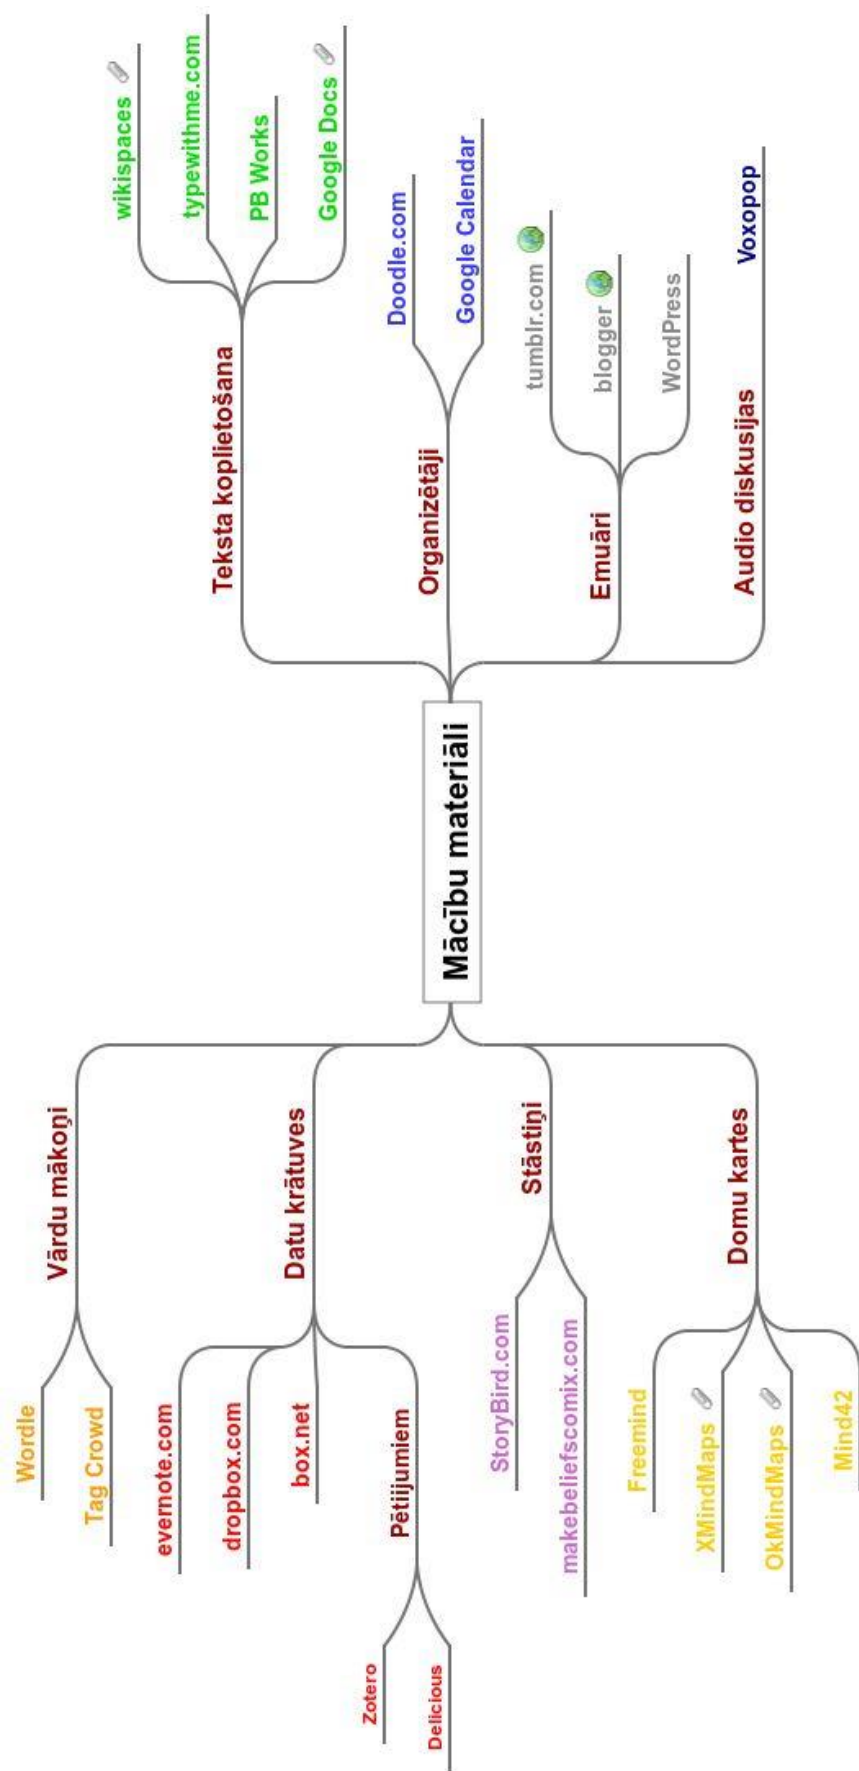 Mācību materiāli
Teksta koplietošana
wikispaces
typewithme.com
PB Works
Google Docs
Organizētāji
Doodle.com
Google Calendar
Emuāri
tumblr.com
blogger
WordPress
Audio diskusijas
Voxopop
Vārdu mākoņi
Wordle
Tag Crowd
Datu krātuves
evernote.com
dropbox.com
box.net
Pētiijumiem
Zotero
Delicious
Stāstiņi
StoryBird.com
makebeliefscomix.com
Domu kartes
Freemind
XMindMaps
OkMindMaps
Mind42